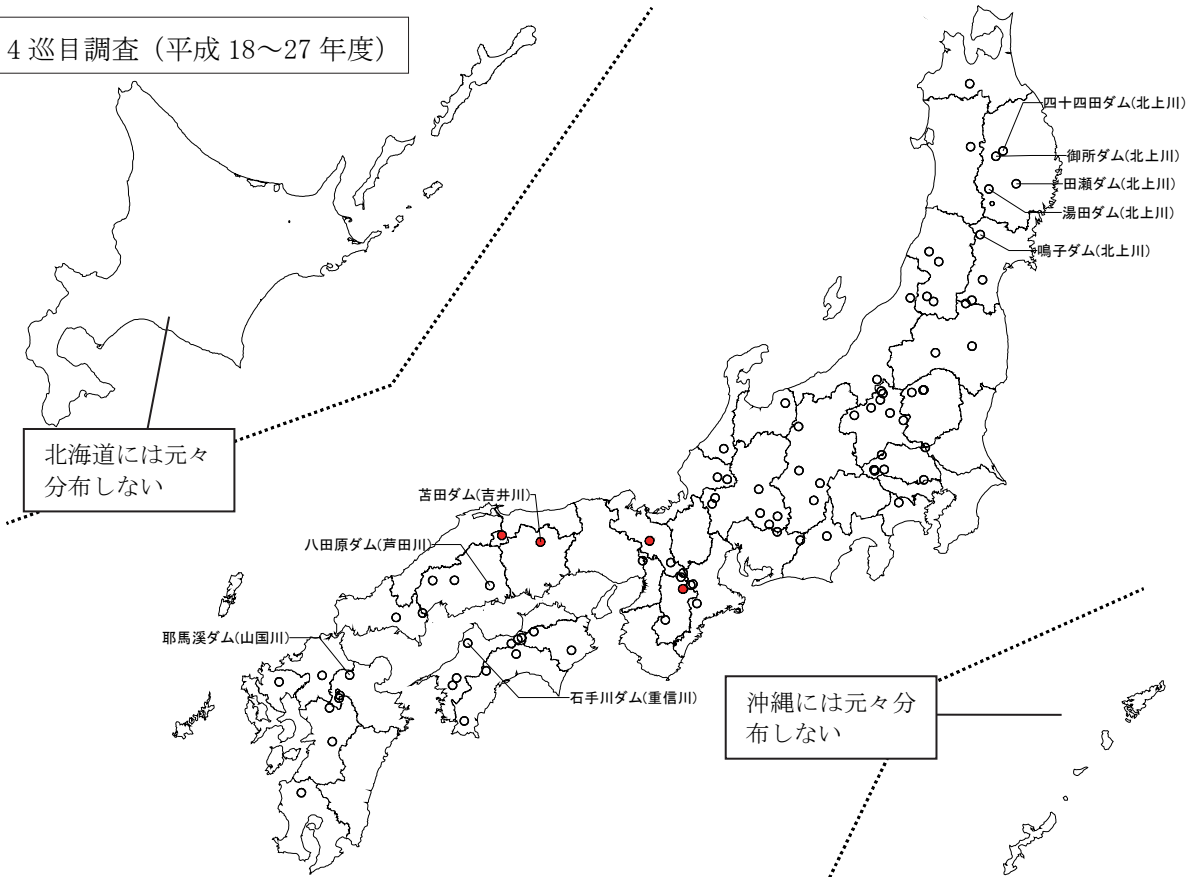 4巡目調査（平成 18～27 年度）
四十四田ダム(北上川)
御所ダム(北上川)
田瀬ダム(北上川)
湯田ダム(北上川)
鳴子ダム(北上川)
北海道には元々
分布しない
苫田ダム(吉井川)
八田原ダム(芦田川)
耶馬溪ダム(山国川)
石手川ダム(重信川)
沖縄には元々分
布しない